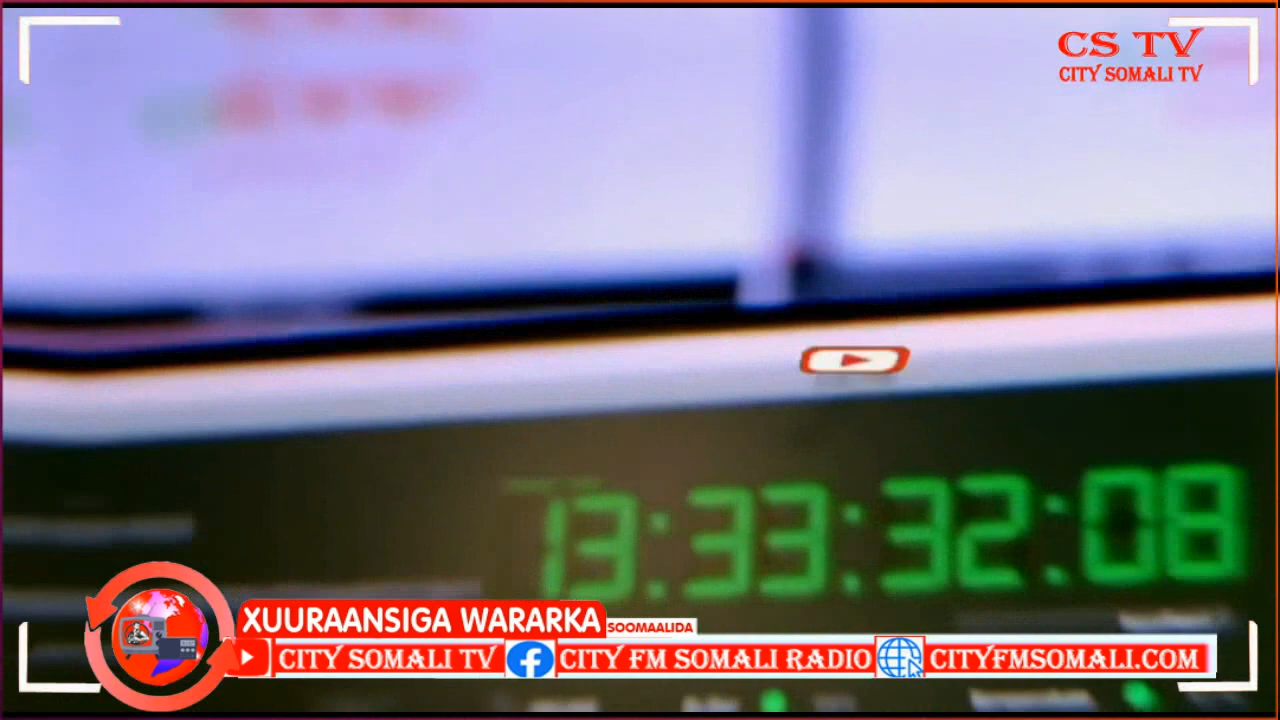 CS TV
CITY SOMALI TV
13:33:32:08
XUURAANSIGA WARARKA
SOOMAALIDA
CITY SOMALI TV CITY FM SOMALI RADIO CITYFMSOMALI.COM